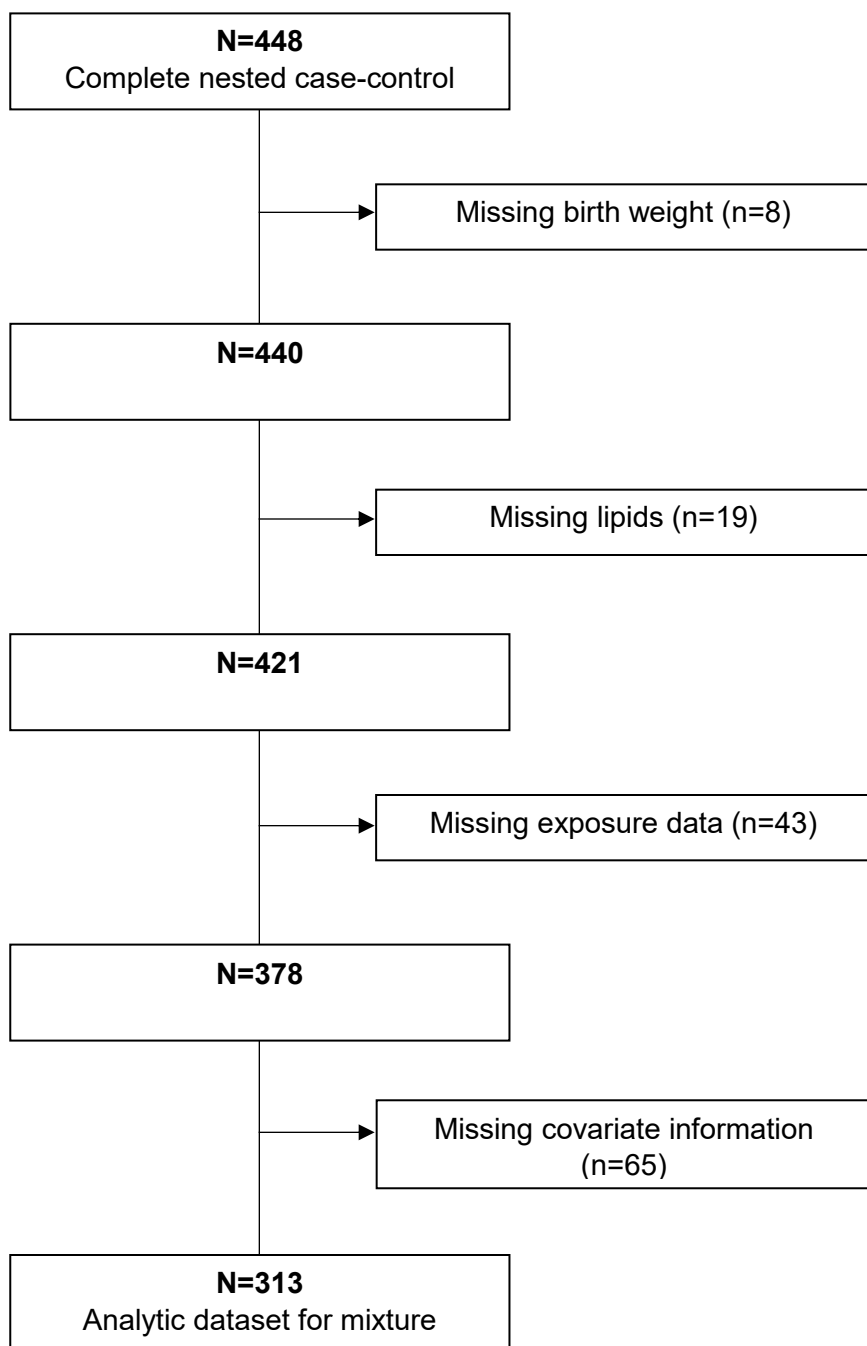 N=448
Complete nested case-control
Missing birth weight (n=8)
N=440
Missing lipids (n=19)
N=421
Missing exposure data (n=43)
N=378
Missing covariate information
(n=65)
N=313
Analytic dataset for mixture